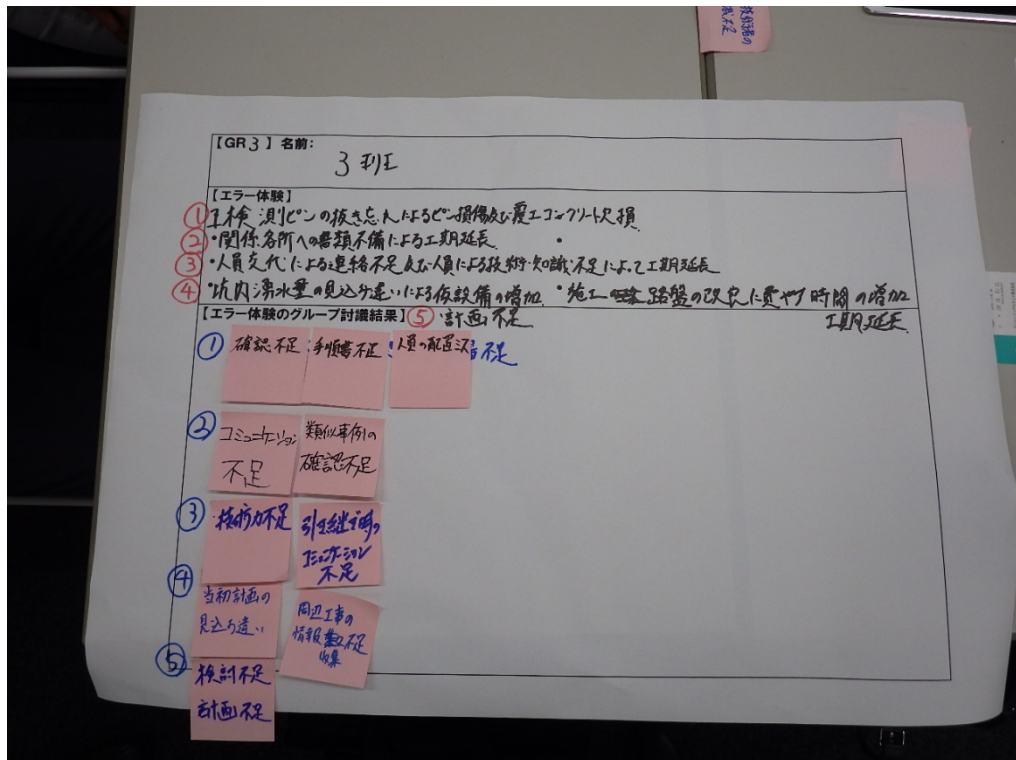 技術者の
不足
【GR 3 】名前:
3班
【エラー体験】
① 検測ピンの抜き忘れによるピン損傷及び覆工コンクリート欠損
② ・関係各所への書類不備による工期延長 ・
③ ・人員交代による連絡不足及び人員による技術・知識不足によって工期延長
④ ・坑内湧水量の見込み違いによる仮設備の増加 ・施工 路盤の改良に費やす時間の増加
工期延長
【エラー体験のグループ討議結果】 ⑤ 計画不足
① 確認不足 手順書不足 人員の配置 不足
② コミュニケーション
不足
類似事例の
確認不足
③ ・技術力不足
引き継ぎ時の
コミュニケーション
不足
④ 当初計画の
見込み違い
周辺工事の
情報 不足
収集
⑤ 検討不足
計画不足